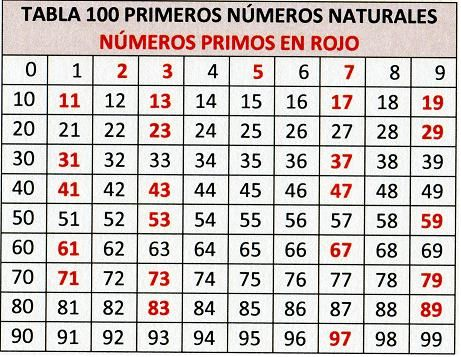 TABLA 100 PRIMEROS NÚMEROS NATURALES
NÚMEROS PRIMOS EN ROJO
0 1 2 3 4 5 6 7 8 9
10 11 12 13 14 15 16 17 18 19
20 21 22 23 24 25 26 27 28 29
30 31 32 33 34 35 36 37 38 39
40 41 42 43 44 45 46 47 48 49
50 51 52 53 54 55 56 57 58 59
60 61 62 63 64 65 66 67 68 69
70 71 72 73 74 75 76 77 78 79
80 81 82 83 84 85 86 87 88 89
90 91 92 93 94 95 96 97 98 99